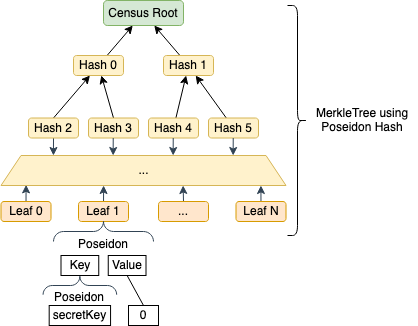 Census Root
Hash 0
Hash 1
MerkleTree using
Poseidon Hash
Hash 2
Hash 3
Hash 4
Hash 5
...
Leaf 0
Leaf 1
...
Leaf N
Poseidon
Key
Value
Poseidon
secretKey
0